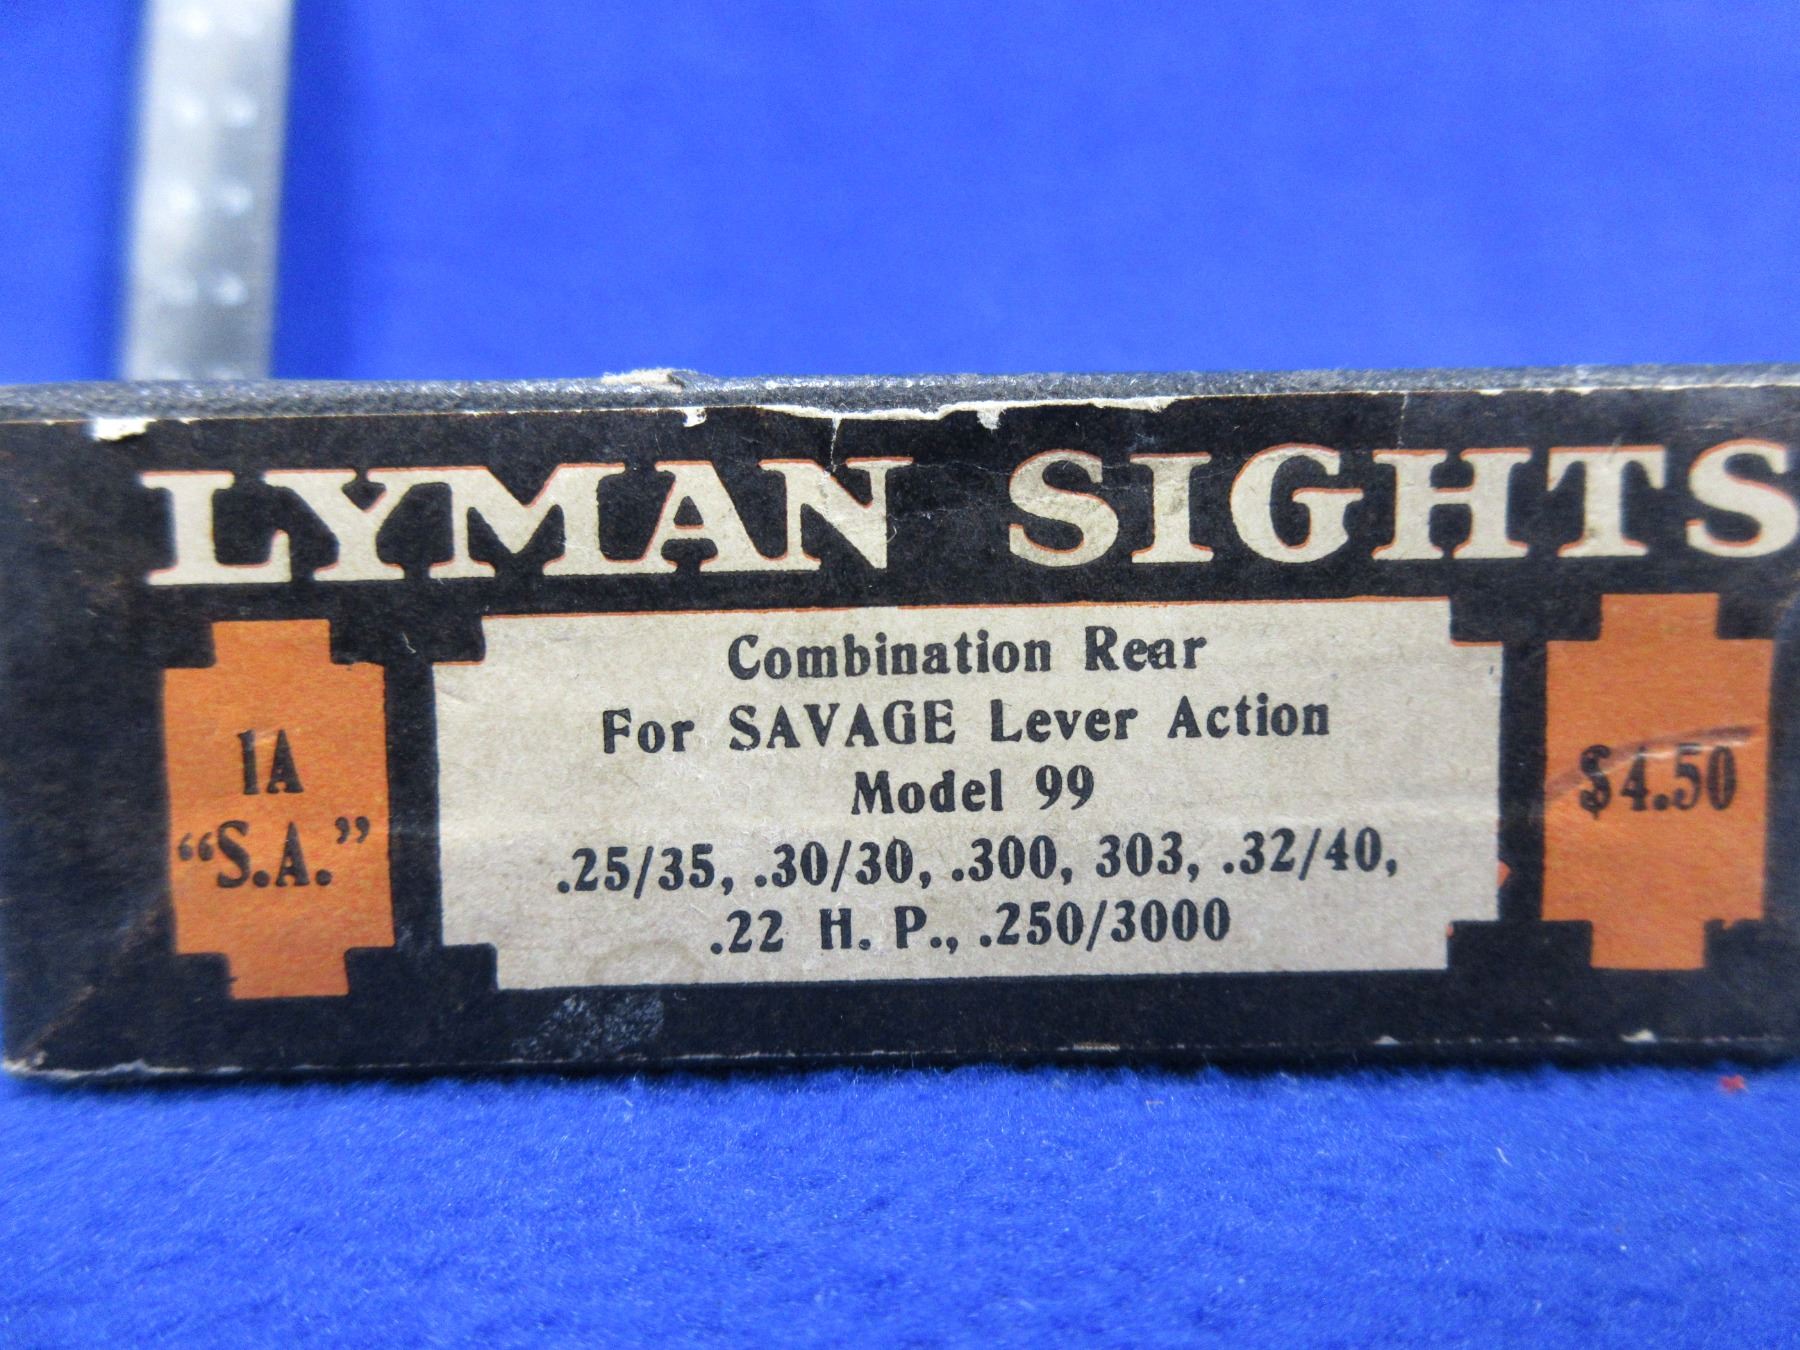 LYMAN SIGHTS
1A
"S.A."
Combination Rear
For SAVAGE Lever Action
Model 99
.25/35, .30/30, .300, 303, .32/40,
.22 H. P., .250/3000
$4.50